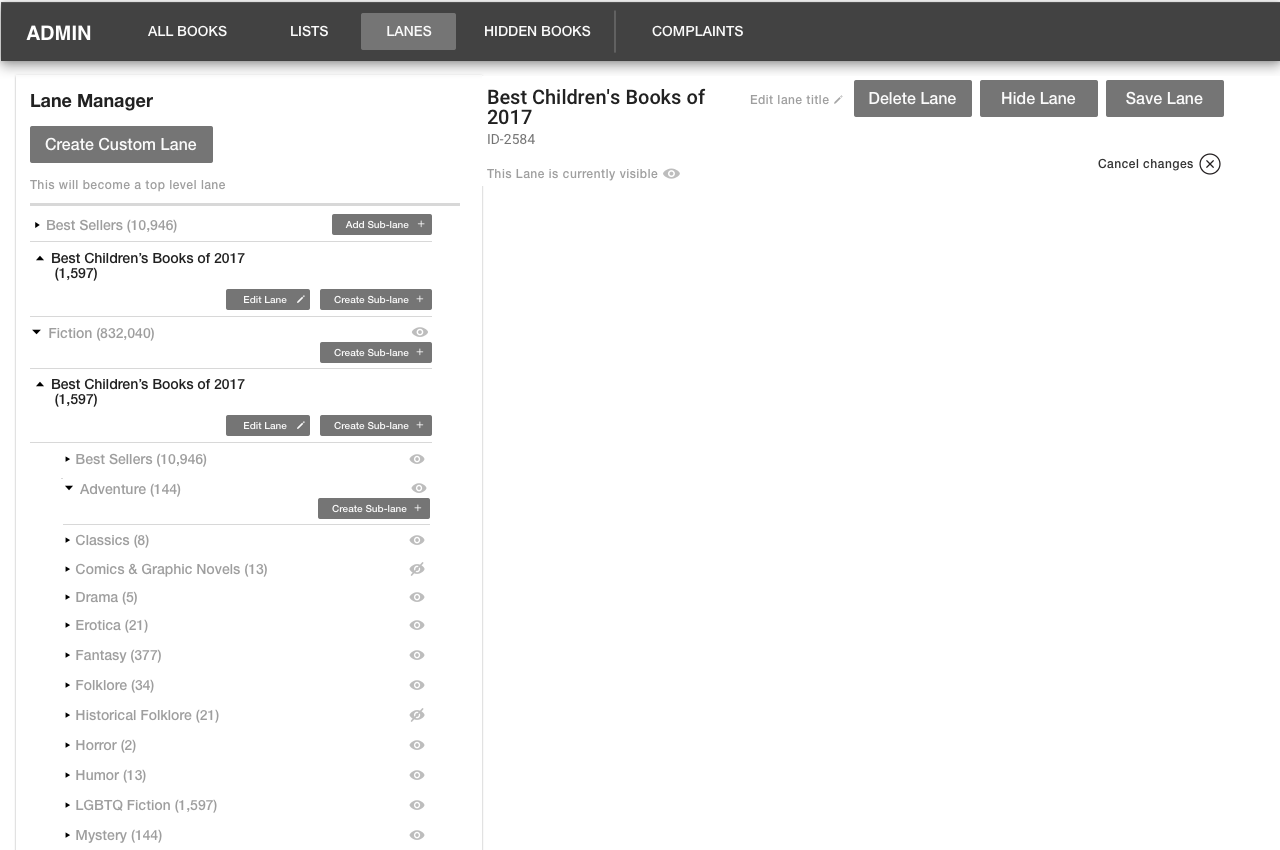 ADMIN
ALL BOOKS
LISTS
LANES
HIDDEN BOOKS
COMPLAINTS
Lane Manager
Create Custom Lane
This will become a top level lane
Best Sellers (10,946)
Add Sub-lane +
Best Children’s Books of 2017
(1,597)
Edit Lane
Create Sub-lane +
Fiction (832,040)
Create Sub-lane +
Best Children’s Books of 2017
(1,597)
Edit Lane
Create Sub-lane +
Best Sellers (10,946)
Adventure (144)
Create Sub-lane +
Classics (8)
Comics & Graphic Novels (13)
Drama (5)
Erotica (21)
Fantasy (377)
Folklore (34)
Historical Folklore (21)
Horror (2)
Humor (13)
LGBTQ Fiction (1,597)
Mystery (144)
Best Children's Books of
2017
ID-2584
This Lane is currently visible
Edit lane title
Delete Lane
Hide Lane
Save Lane
Cancel changes